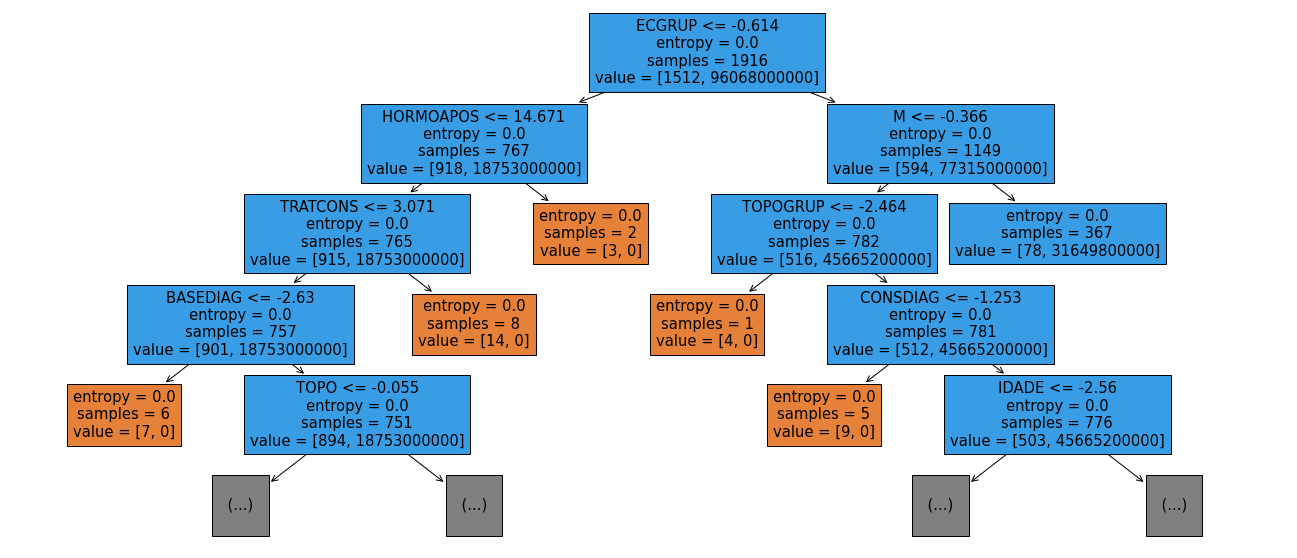 ECGRUP <= -0.614
entropy = 0.0
samples = 1916
value = [1512, 96068000000]
HORMOAPOS <= 14.671
entropy = 0.0
samples = 767
value = [918, 18753000000]
M <= -0.366
entropy = 0.0
samples = 1149
value = [594, 77315000000]
TRATCONS <= 3.071
entropy = 0.0
samples = 765
value = [915, 18753000000]
entropy = 0.0
samples = 2
value = [3, 0]
TOPOGRUP <= -2.464
entropy = 0.0
samples = 782
value = [516, 45665200000]
entropy = 0.0
samples = 367
value = [78, 31649800000]
BASEDIAG <= -2.63
entropy = 0.0
samples = 757
value = [901, 18753000000]
entropy = 0.0
samples = 8
value = [14, 0]
entropy = 0.0
samples = 1
value = [4, 0]
CONSDIAG <= -1.253
entropy = 0.0
samples = 781
value = [512, 45665200000]
entropy = 0.0
samples = 6
value = [7, 0]
TOPO <= -0.055
entropy = 0.0
samples = 751
value = [894, 18753000000]
entropy = 0.0
samples = 5
value = [9, 0]
IDADE <= -2.56
entropy = 0.0
samples = 776
value = [503, 45665200000]
(...)
(...)
(...)
(...)